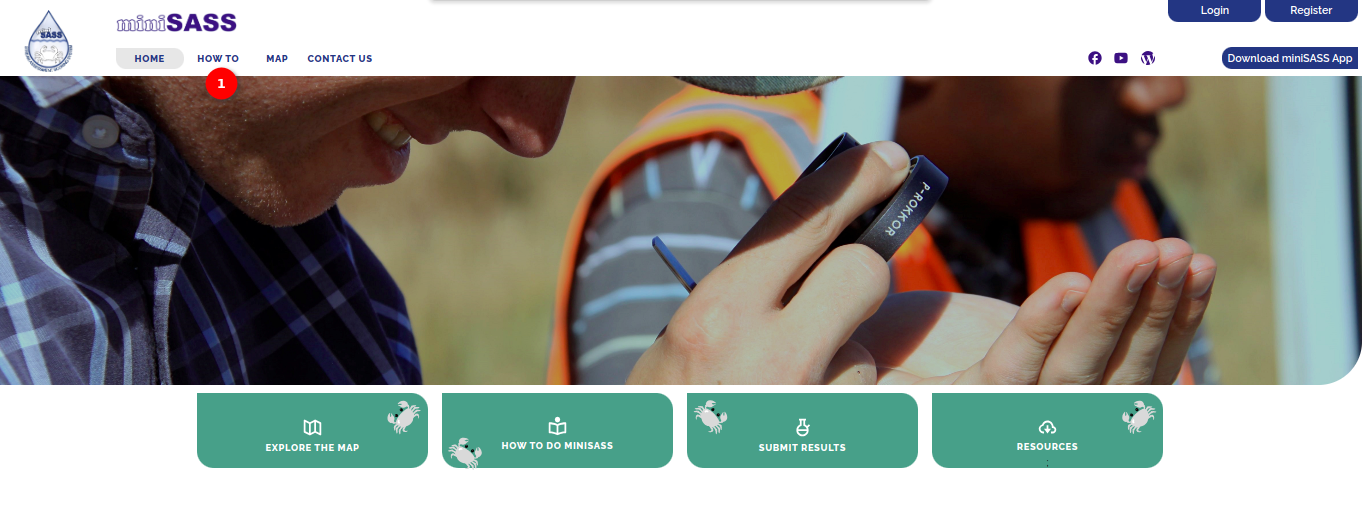 miniSASS
Login
Register
SASS
HOME
HOW TO
MAP
CONTACT US
Download miniSASS App
1
P-ROKKOR
EXPLORE THE MAP
HOW TO DO MINISASS
SUBMIT RESULTS
RESOURCES